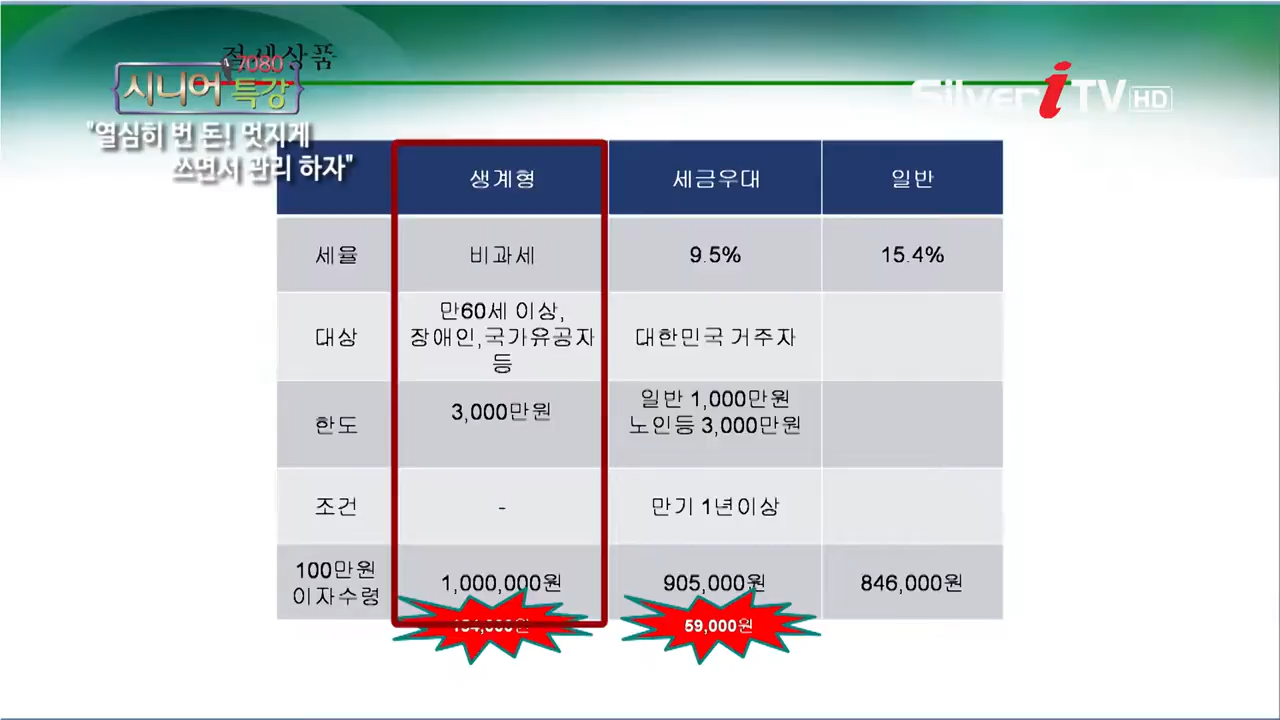 절세상품
7080
시니어 특강
"열심히 번 돈! 멋지게
쓰면서 관리 하자"
Silver i TV HD
생계형 세금우대 일반
세율 비과세 9.5% 15.4%
대상 만60세 이상, 장애인,국가유공자 등 대한민국 거주자
한도 3,000만원 일반 1,000만원 노인등 3,000만원
조건 - 만기 1년이상
100만원 이자수령 1,000,000원 905,000원 846,000원
154,000원 59,000원